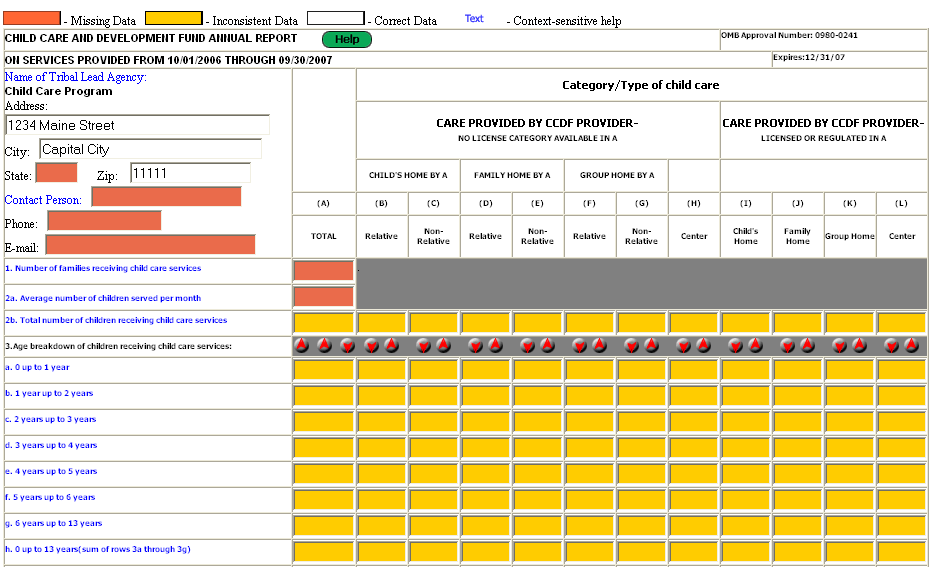 - Missing Data - Inconsistent Data - Correct Data Text - Context-sensitive help
CHILD CARE AND DEVELOPMENT FUND ANNUAL REPORT Help OMB Approval Number: 0980-0241
ON SERVICES PROVIDED FROM 10/01/2006 THROUGH 09/30/2007 Expires:12/31/07
Name of Tribal Lead Agency:
Child Care Program
Address:
1234 Maine Street
City: Capital City
State: Zip: 11111
Contact Person:
Phone:
E-mail:
Category/Type of child care
CARE PROVIDED BY CCDF PROVIDER-
NO LICENSE CATEGORY AVAILABLE IN A
CARE PROVIDED BY CCDF PROVIDER-
LICENSED OR REGULATED IN A
CHILD'S HOME BY A FAMILY HOME BY A GROUP HOME BY A
(A) (B) (C) (D) (E) (F) (G) (H) (I) (J) (K) (L)
TOTAL Relative Non-Relative Relative Non-Relative Relative Non-Relative Center Child's Home Family Home Group Home Center
1. Number of families receiving child care services
2a. Average number of children served per month
2b. Total number of children receiving child care services
3.Age breakdown of children receiving child care services:
a. 0 up to 1 year
b. 1 year up to 2 years
c. 2 years up to 3 years
d. 3 years up to 4 years
e. 4 years up to 5 years
f. 5 years up to 6 years
g. 6 years up to 13 years
h. 0 up to 13 years(sum of rows 3a through 3g)